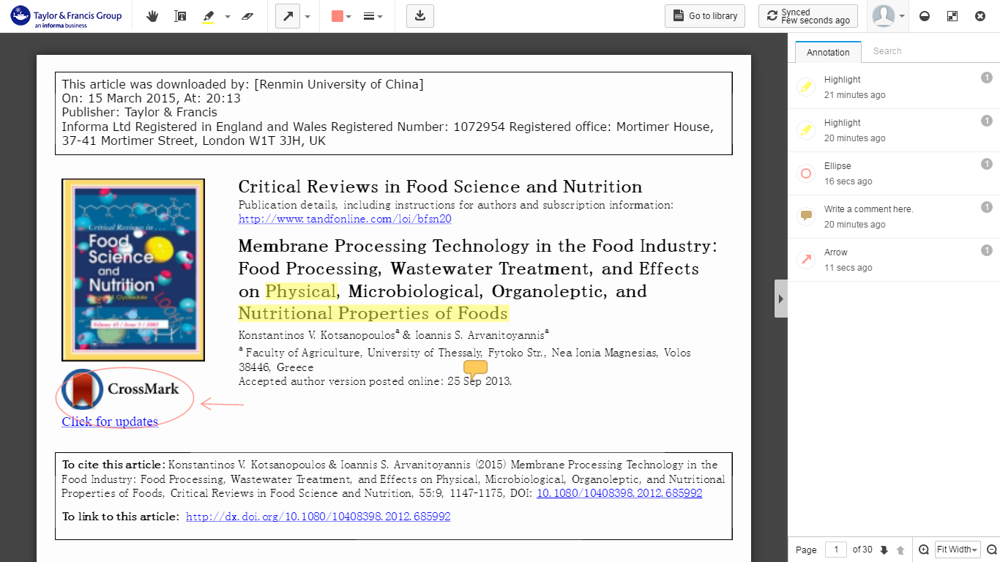 Taylor & Francis Group
an informa business
Go to library
Synced
Few seconds ago
This article was downloaded by: [Renmin University of China]
On: 15 March 2015, At: 20:13
Publisher: Taylor & Francis
Informa Ltd Registered in England and Wales Registered Number: 1072954 Registered office: Mortimer House,
37-41 Mortimer Street, London W1T 3JH, UK
Critical Reviews in ...
Food
Science
and
Nutrition
Volume 45 / Issue 5 / 2005
CrossMark
Click for updates
Critical Reviews in Food Science and Nutrition
Publication details, including instructions for authors and subscription information:
http://www.tandfonline.com/loi/bfsn20
Membrane Processing Technology in the Food Industry:
Food Processing, Wastewater Treatment, and Effects
on Physical, Microbiological, Organoleptic, and
Nutritional Properties of Foods
Konstantinos V. Kotsanopoulosa & Ioannis S. Arvanitoyannisa
a Faculty of Agriculture, University of Thessaly, Fytoko Str., Nea Ionia Magnesias, Volos
38446, Greece
Accepted author version posted online: 25 Sep 2013.
To cite this article: Konstantinos V. Kotsanopoulos & Ioannis S. Arvanitoyannis (2015) Membrane Processing Technology in the
Food Industry: Food Processing, Wastewater Treatment, and Effects on Physical, Microbiological, Organoleptic, and Nutritional
Properties of Foods, Critical Reviews in Food Science and Nutrition, 55:9, 1147-1175, DOI: 10.1080/10408398.2012.685992
To link to this article: http://dx.doi.org/10.1080/10408398.2012.685992
Annotation
Search
Highlight 1
21 minutes ago
Highlight 1
20 minutes ago
Ellipse 1
16 secs ago
Write a comment here. 1
20 minutes ago
Arrow 1
11 secs ago
Page 1 of 30 Fit Width